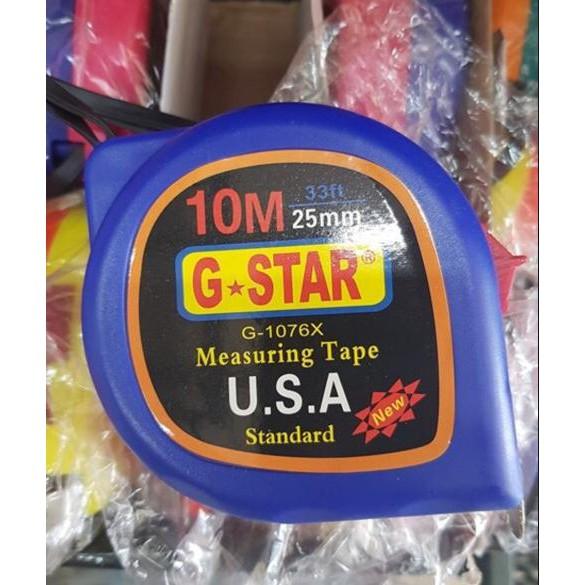 10M 33ft
25mm
G★STAR®
G-1076X
Measuring Tape
U.S.A
New
Standard